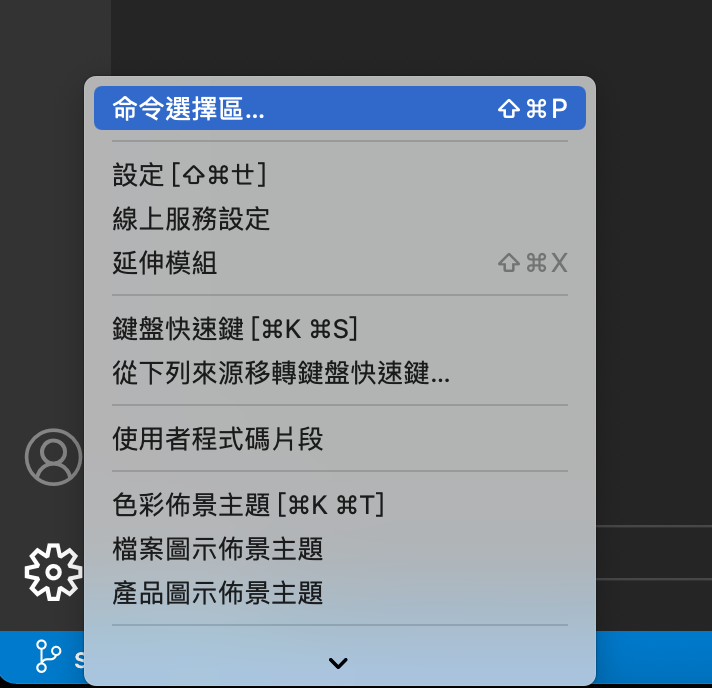 命令選擇區... ⇧⌘P
設定 [⇧⌘ㄝ]
線上服務設定
延伸模組 ⇧⌘X
鍵盤快速鍵 [⌘K ⌘S]
從下列來源移轉鍵盤快速鍵...
使用者程式碼片段
色彩佈景主題 [⌘K ⌘T]
檔案圖示佈景主題
產品圖示佈景主題